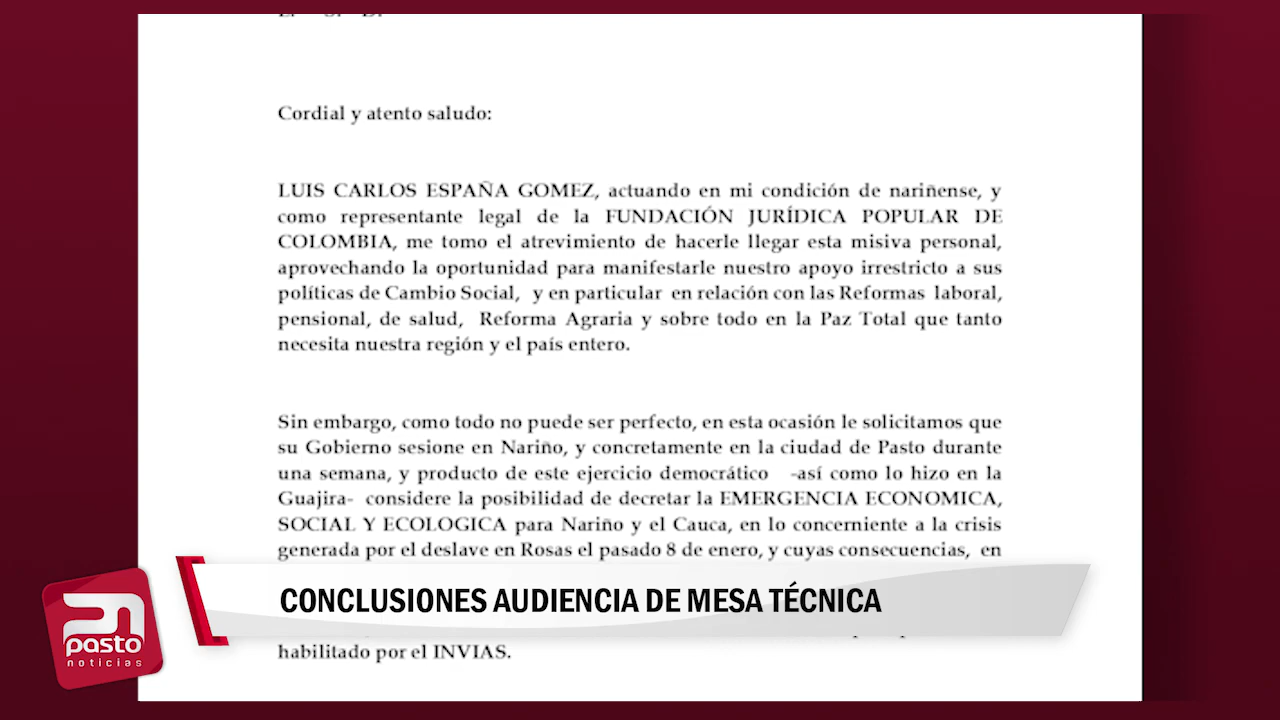 Cordial y atento saludo:
LUIS CARLOS ESPAÑA GOMEZ, actuando en mi condición de nariñense, y
como representante legal de la FUNDACIÓN JURÍDICA POPULAR DE
COLOMBIA, me tomo el atrevimiento de hacerle llegar esta misiva personal,
aprovechando la oportunidad para manifestarle nuestro apoyo irrestricto a sus
políticas de Cambio Social, y en particular en relación con las Reformas laboral,
pensional, de salud, Reforma Agraria y sobre todo en la Paz Total que tanto
necesita nuestra región y el país entero.
Sin embargo, como todo no puede ser perfecto, en esta ocasión le solicitamos que
su Gobierno sesione en Nariño, y concretamente en la ciudad de Pasto durante
una semana, y producto de este ejercicio democrático -así como lo hizo en la
Guajira- considere la posibilidad de decretar la EMERGENCIA ECONOMICA,
SOCIAL Y ECOLOGICA para Nariño y el Cauca, en lo concerniente a la crisis
generada por el deslave en Rosas el pasado 8 de enero, y cuyas consecuencias, en
CONCLUSIONES AUDIENCIA DE MESA TÉCNICA
habilitado por el INVIAS.
pasto
noticias